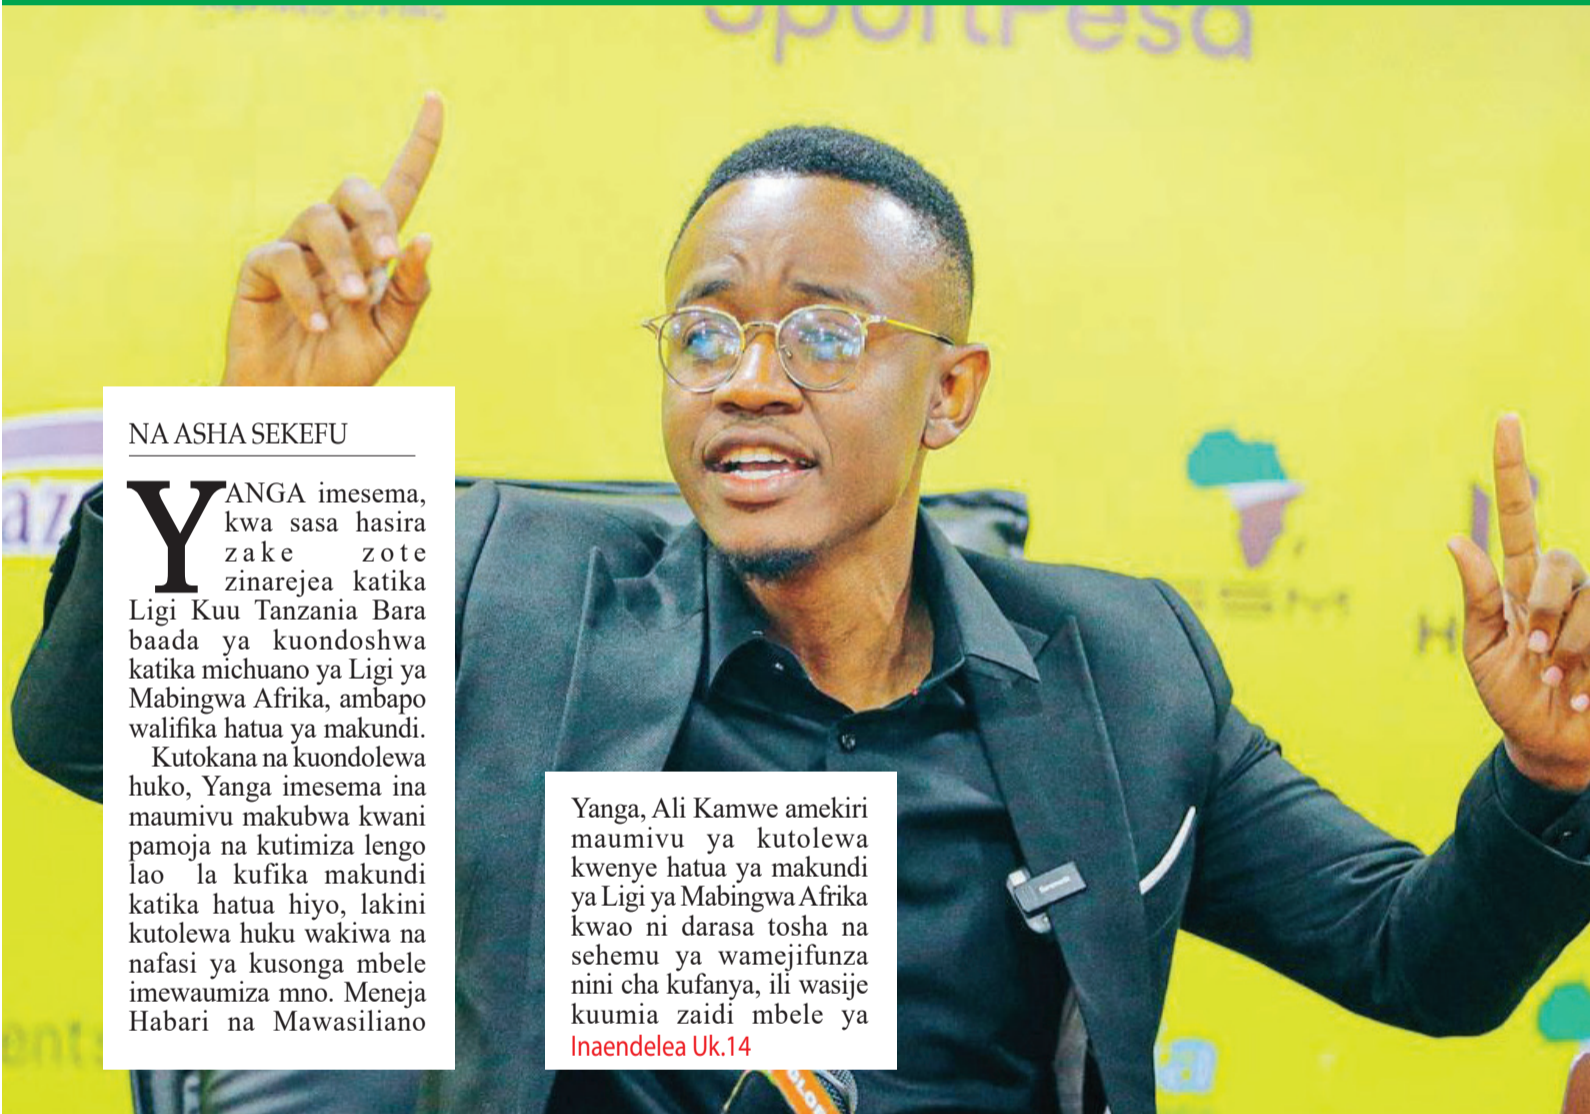 SportPesa
NA ASHA SEKEFU
YANGA imesema,
kwa sasa hasira
zake zote
zinarejea katika
Ligi Kuu Tanzania Bara
baada ya kuondoshwa
katika michuano ya Ligi ya
Mabingwa Afrika, ambapo
walifika hatua ya makundi.
Kutokana na kuondolewa
huko, Yanga imesema ina
maumivu makubwa kwani
pamoja na kutimiza lengo
lao la kufika makundi
katika hatua hiyo, lakini
kutolewa huku wakiwa na
nafasi ya kusonga mbele
imewaumiza mno. Meneja
Habari na Mawasiliano
Yanga, Ali Kamwe amekiri
maumivu ya kutolewa
kwenye hatua ya makundi
ya Ligi ya Mabingwa Afrika
kwao ni darasa tosha na
sehemu ya wamejifunza
nini cha kufanya, ili wasije
kuumia zaidi mbele ya
Inaendelea Uk.14